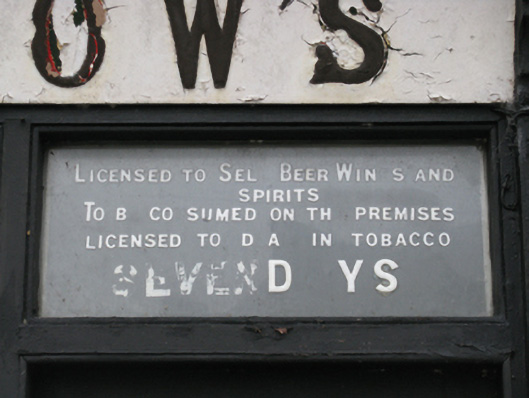 OWS
LICENSED TO SEL BEER WIN S AND
SPIRITS
TO B CO SUMED ON TH PREMISES
LICENSED TO D A IN TOBACCO
SEVEN D YS